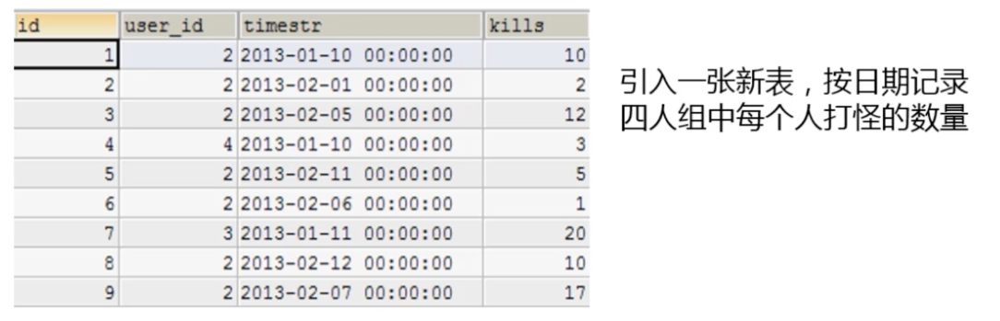 id user_id timestr kills
1 2 2013-01-10 00:00:00 10
2 2 2013-02-01 00:00:00 2
3 2 2013-02-05 00:00:00 12
4 4 2013-01-10 00:00:00 3
5 2 2013-02-11 00:00:00 5
6 2 2013-02-06 00:00:00 1
7 3 2013-01-11 00:00:00 20
8 2 2013-02-12 00:00:00 10
9 2 2013-02-07 00:00:00 17
引入一张新表，按日期记录
四人组中每个人打怪的数量